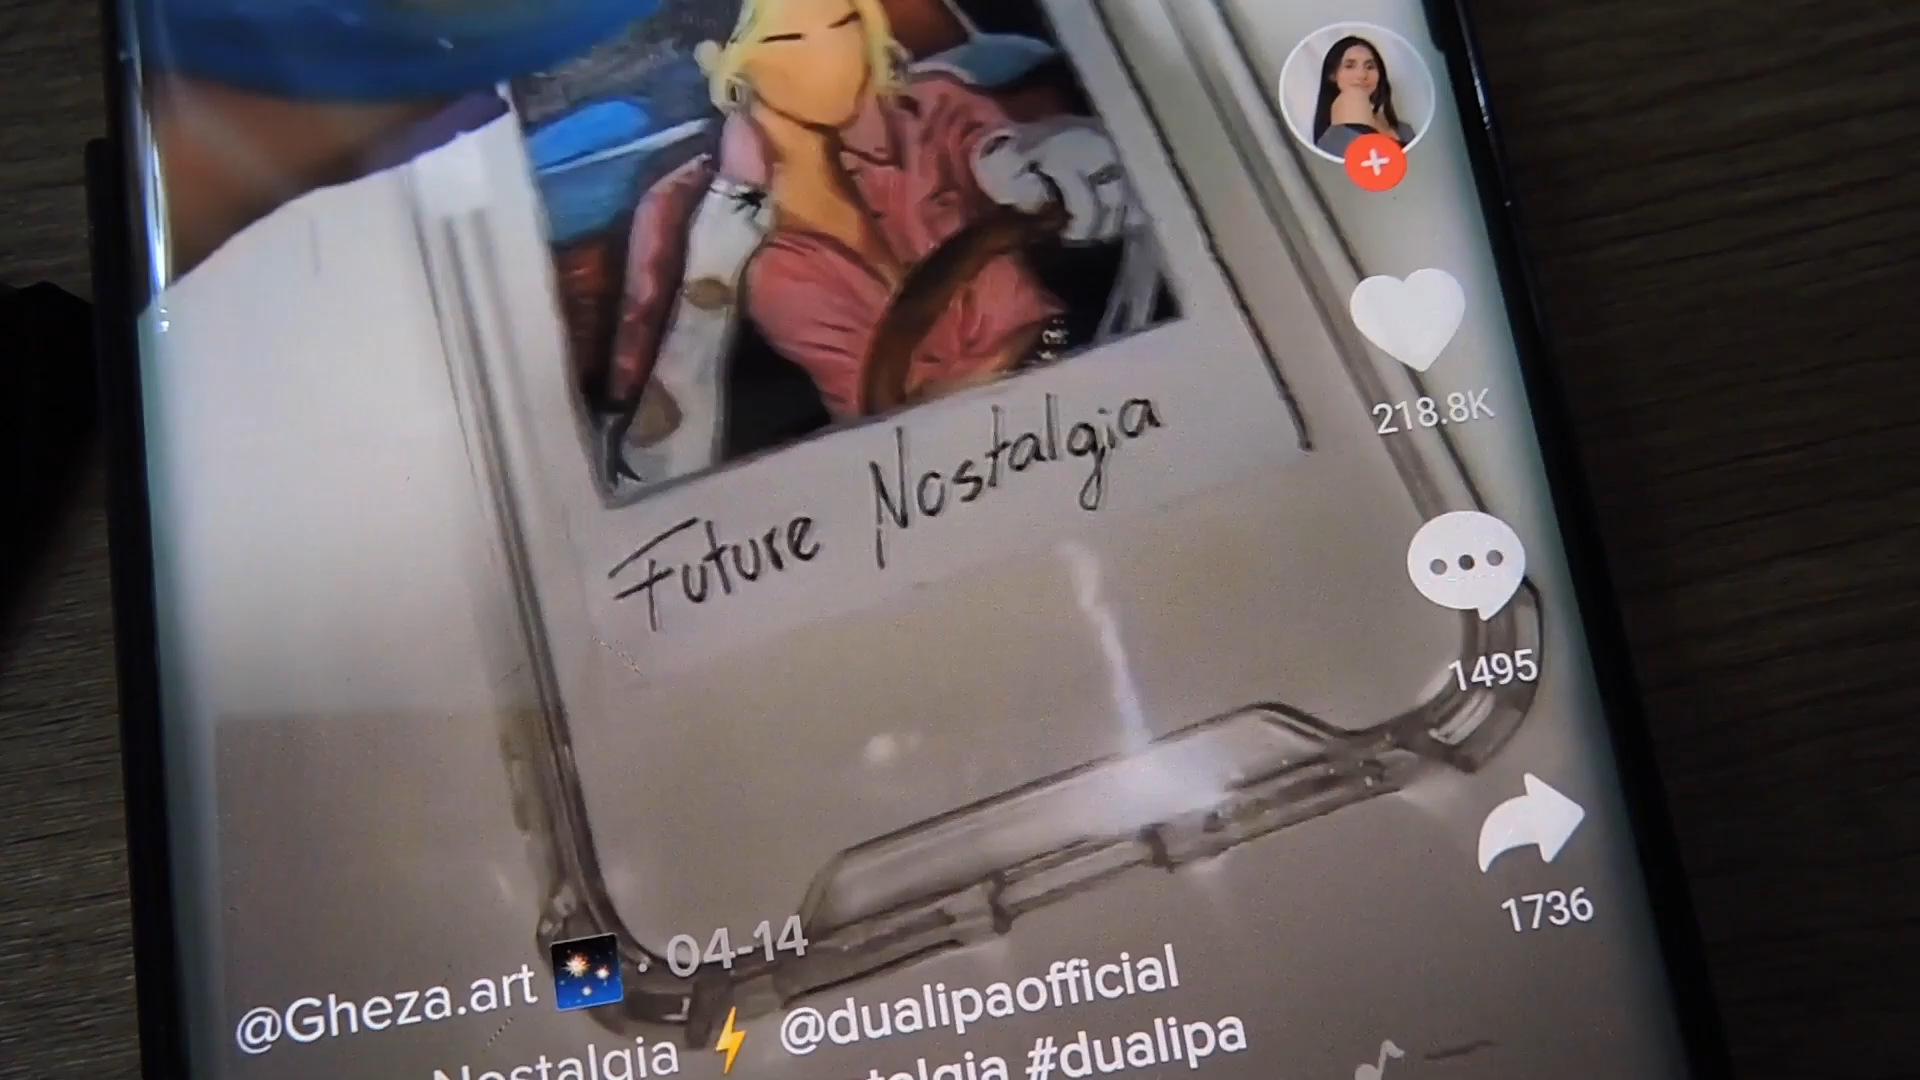 218.8K
Future Nostalgia
1495
1736
@Gheza.art · 04-14
Nostalgia ⚡ @dualipaofficial
#dualipa